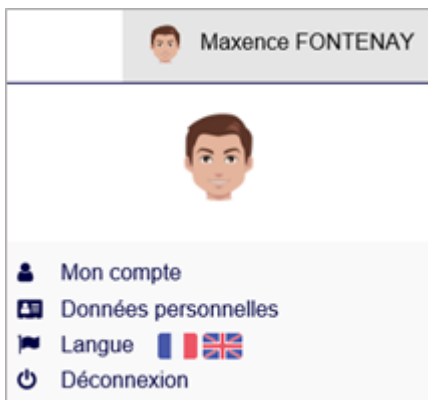 Maxence FONTENAY
Mon compte
Données personnelles
Langue
Déconnexion